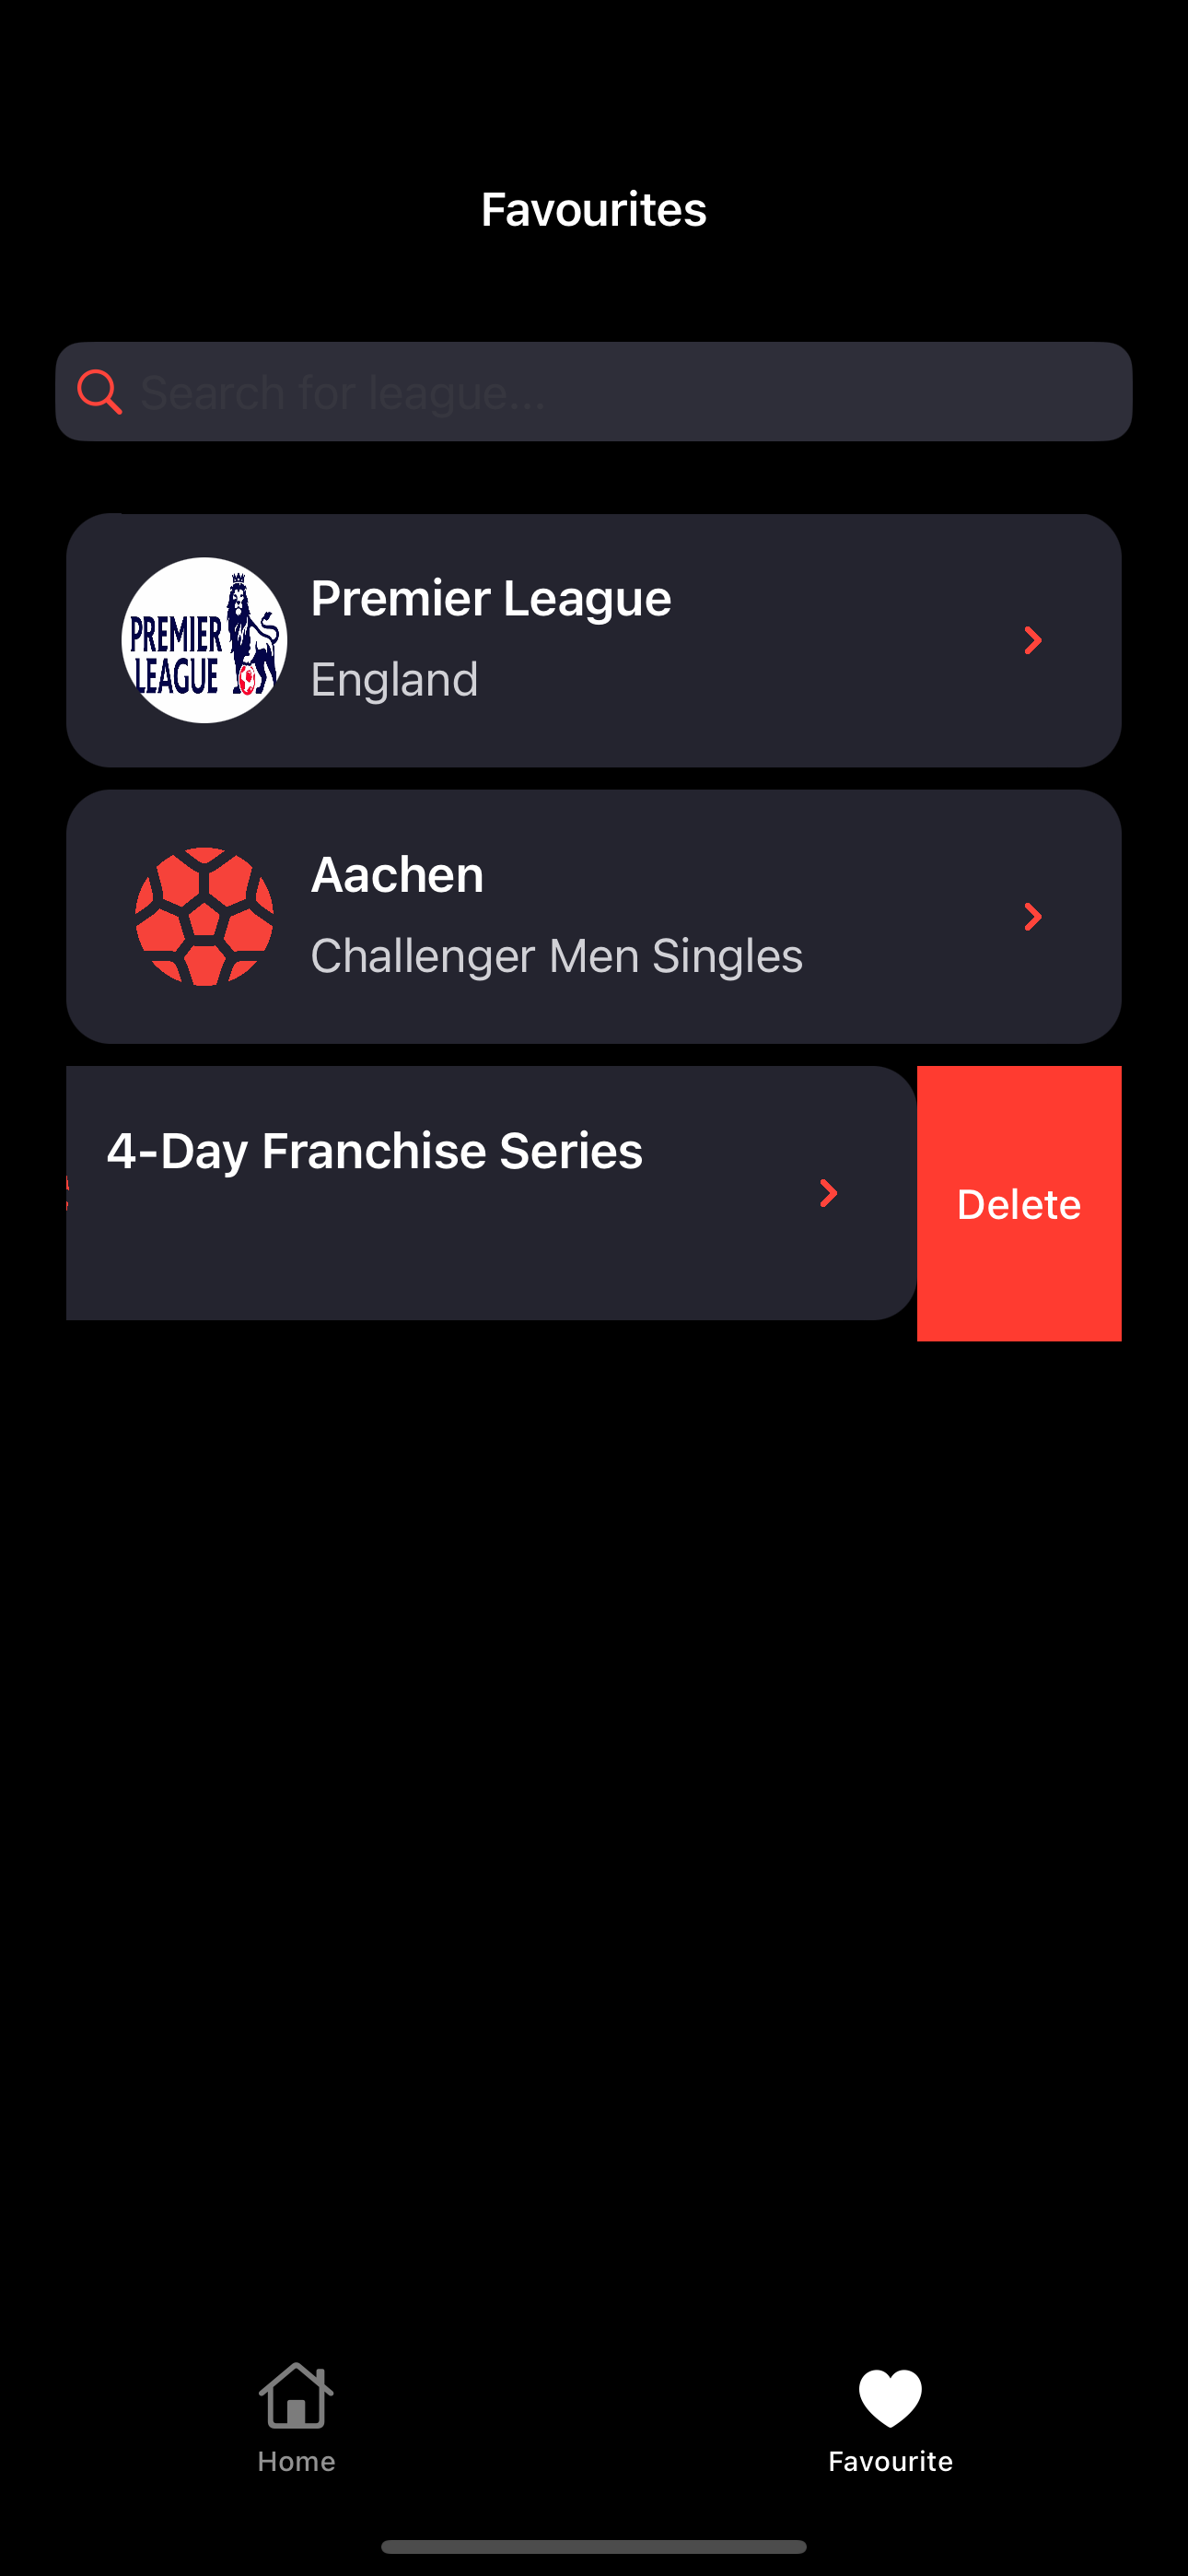 Favourites
Search for league...
PREMIER
LEAGUE
Premier League
England
Aachen
Challenger Men Singles
4-Day Franchise Series
Delete
Home
Favourite